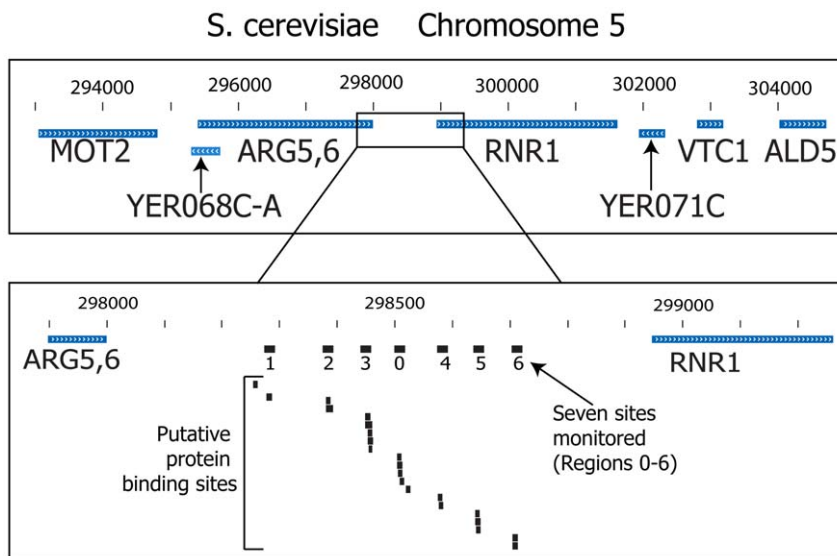 S. cerevisiae Chromosome 5
294000 296000 298000 300000 302000 304000
MOT2 ARG5,6 RNR1 VTC1 ALD5
YER068C-A YER071C
298000 298500 299000
ARG5,6 RNR1
1 2 3 0 4 5 6
Putative
protein
binding sites
Seven sites
monitored
(Regions 0-6)